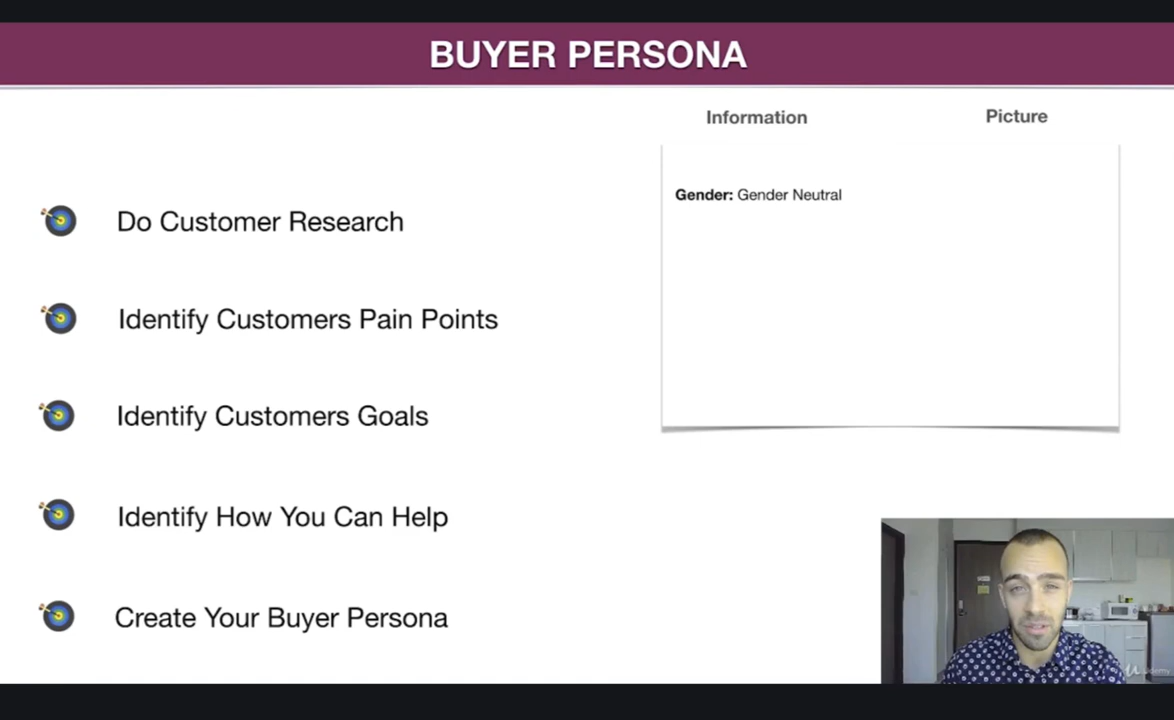 BUYER PERSONA
Information
Picture
Gender: Gender Neutral
Do Customer Research
Identify Customers Pain Points
Identify Customers Goals
Identify How You Can Help
Create Your Buyer Persona
Udemy